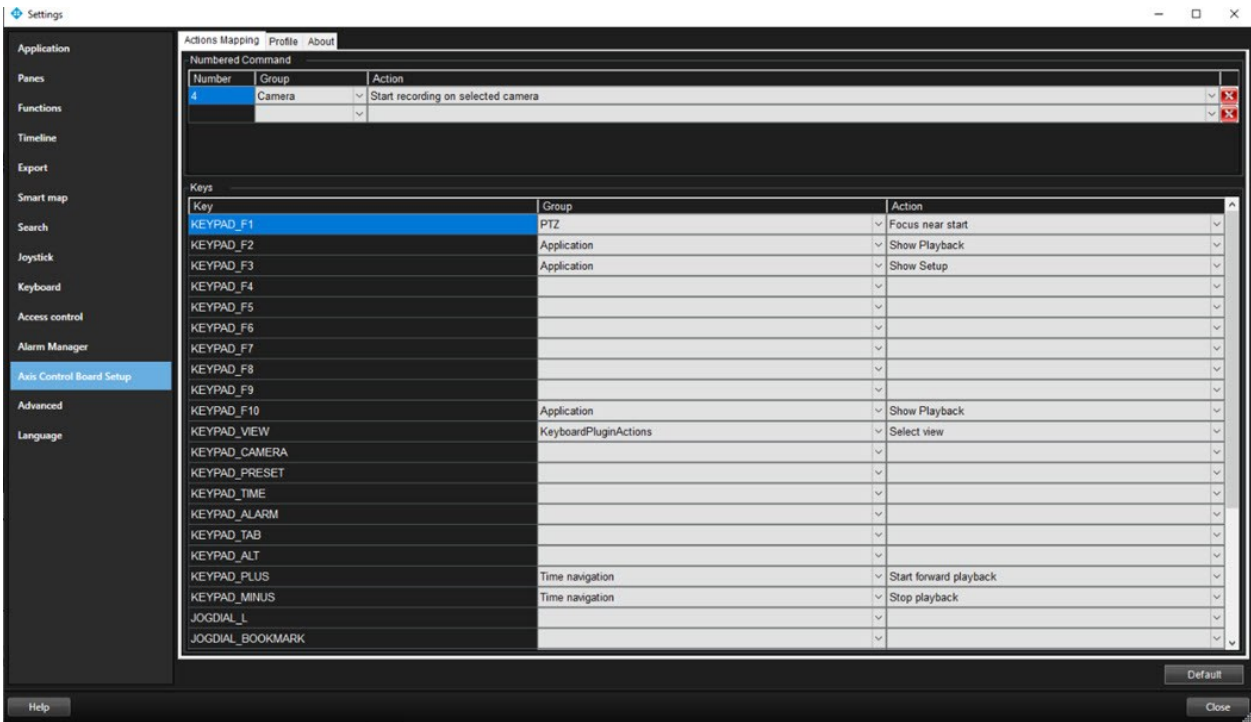 Settings
Application
Panes
Functions
Timeline
Export
Smart map
Search
Joystick
Keyboard
Access control
Alarm Manager
Axis Control Board Setup
Advanced
Language
Actions Mapping Profile About
Numbered Command
Number Group Action
4 Camera Start recording on selected camera
Keys
Key Group Action
KEYPAD_F1 PTZ Focus near start
KEYPAD_F2 Application Show Playback
KEYPAD_F3 Application Show Setup
KEYPAD_F4
KEYPAD_F5
KEYPAD_F6
KEYPAD_F7
KEYPAD_F8
KEYPAD_F9
KEYPAD_F10 Application Show Playback
KEYPAD_VIEW KeyboardPluginActions Select view
KEYPAD_CAMERA
KEYPAD_PRESET
KEYPAD_TIME
KEYPAD_ALARM
KEYPAD_TAB
KEYPAD_ALT
KEYPAD_PLUS Time navigation Start forward playback
KEYPAD_MINUS Time navigation Stop playback
JOGDIAL_L
JOGDIAL_BOOKMARK
Default
Help Close